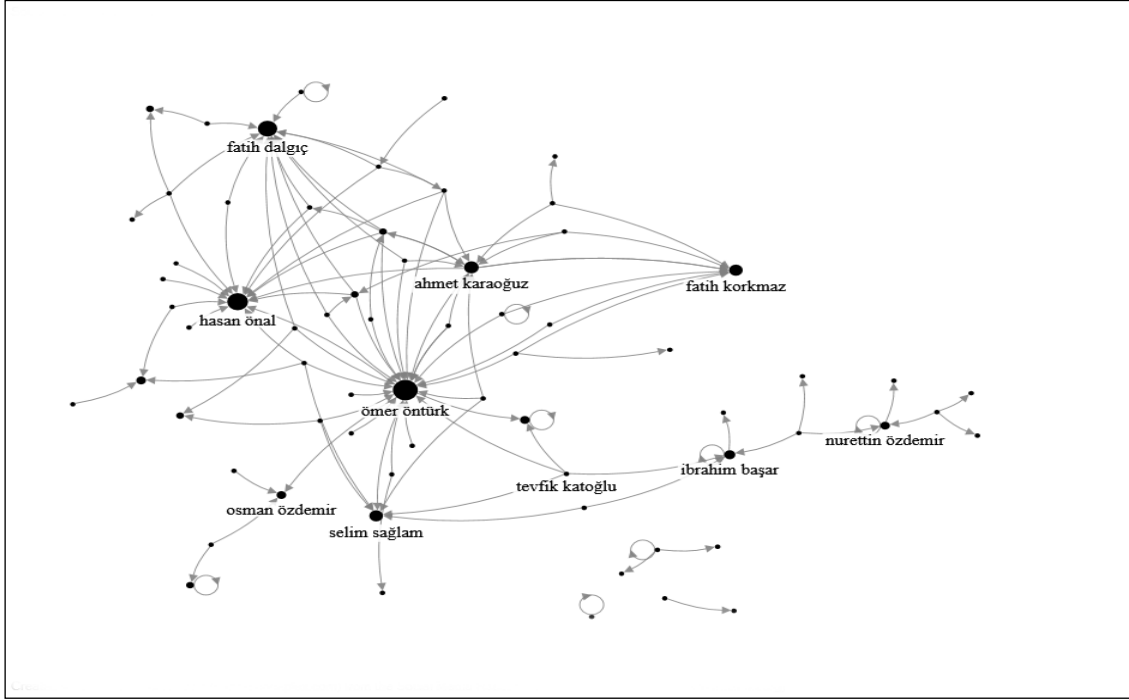 fatih dalgıç
ahmet karaoğuz
fatih korkmaz
hasan önal
ömer öntürk
nurettin özdemir
ibrahim başar
tevfik katoğlu
osman özdemir
selim sağlam